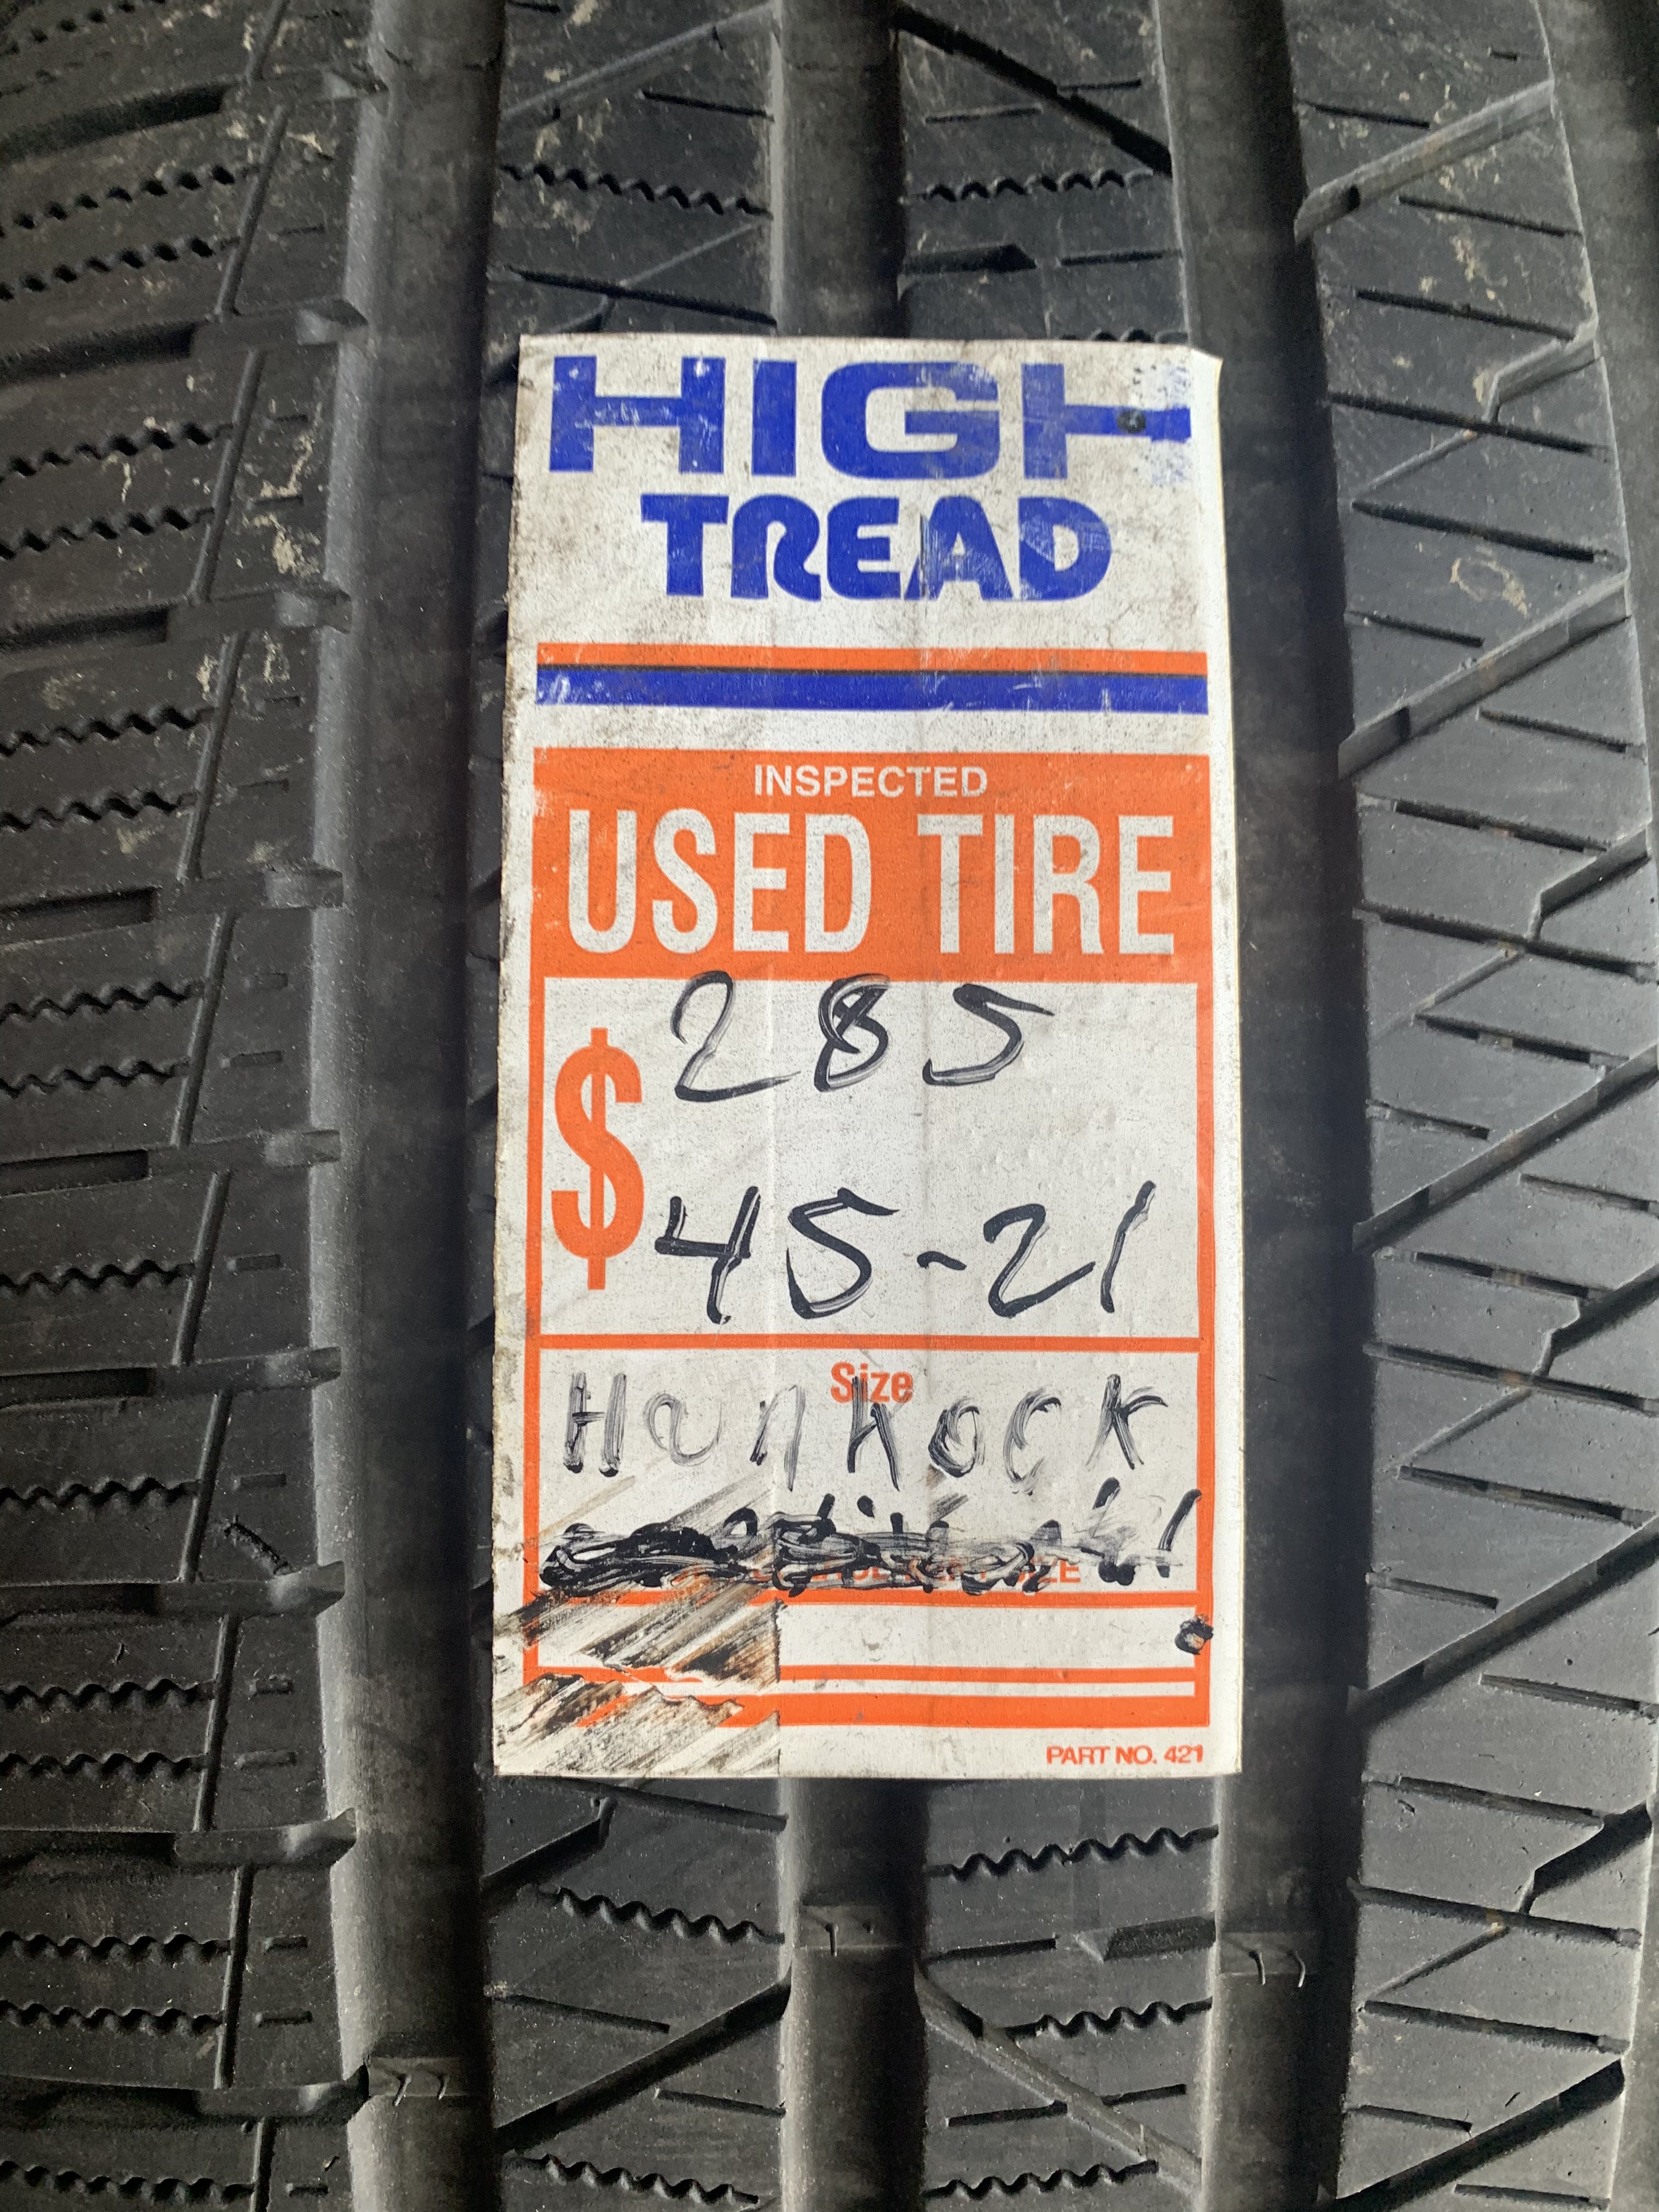 HIGH
TREAD
INSPECTED
USED TIRE
285
$
45-21
Size
Hankook
PART NO. 421